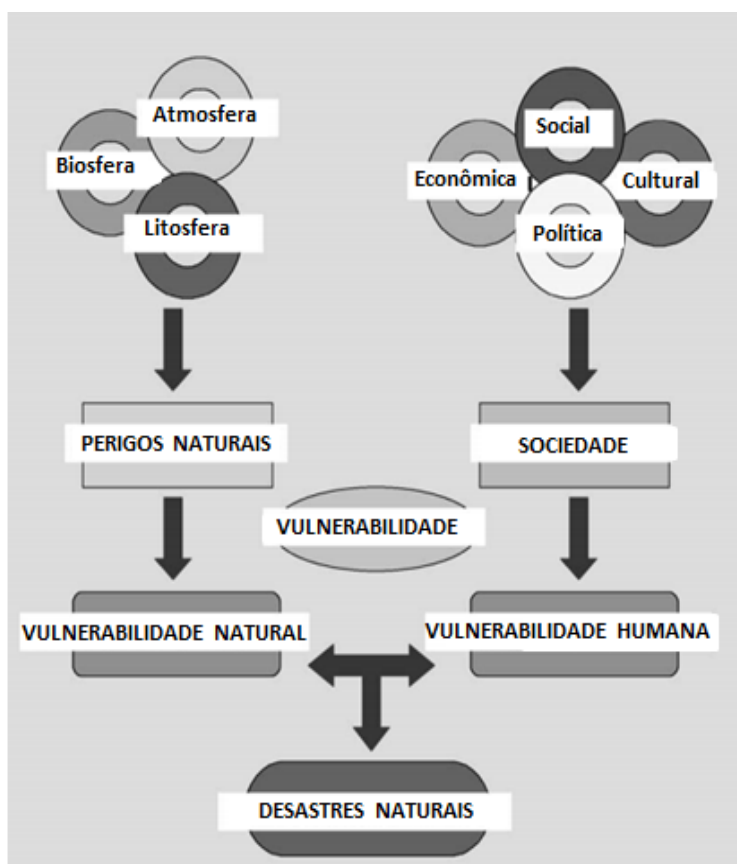 Atmosfera
Biosfera
Litosfera
Social
Econômica
Cultural
Política
PERIGOS NATURAIS
SOCIEDADE
VULNERABILIDADE
VULNERABILIDADE NATURAL
VULNERABILIDADE HUMANA
DESASTRES NATURAIS